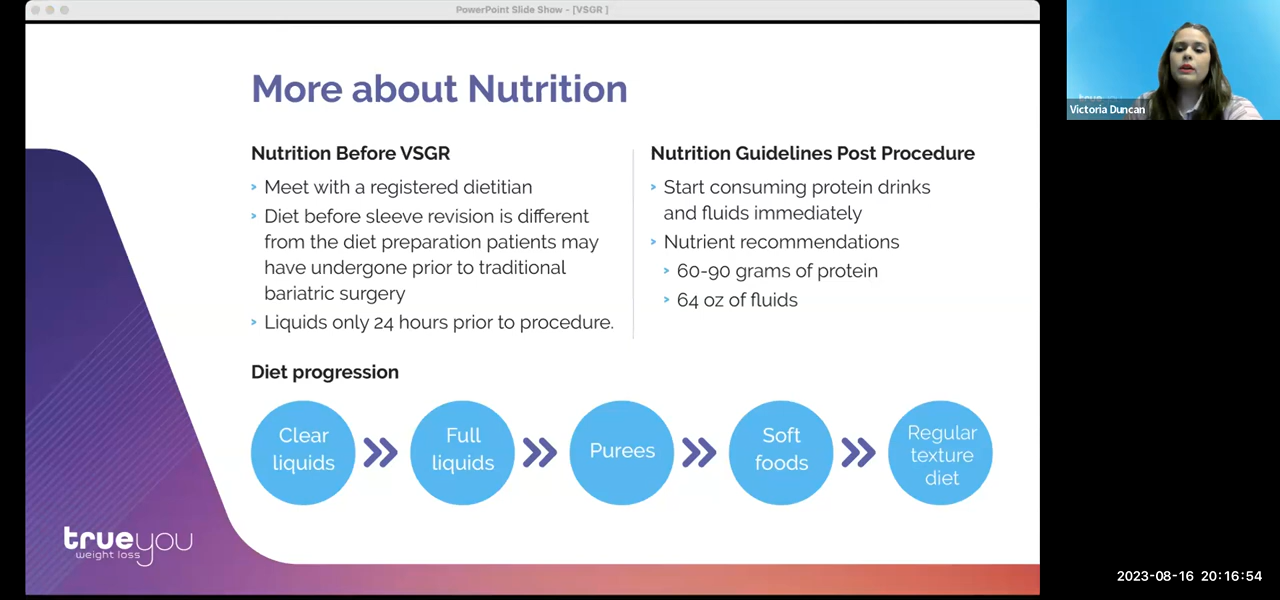 PowerPoint Slide Show - [VSGR ]
More about Nutrition
Nutrition Before VSGR
› Meet with a registered dietitian
› Diet before sleeve revision is different
from the diet preparation patients may
have undergone prior to traditional
bariatric surgery
› Liquids only 24 hours prior to procedure.
Nutrition Guidelines Post Procedure
› Start consuming protein drinks
and fluids immediately
› Nutrient recommendations
› 60-90 grams of protein
› 64 oz of fluids
Diet progression
Clear
liquids
Full
liquids
Purees
Soft
foods
Regular
texture
diet
trueyou
weight loss
trueyou
Victoria Duncan
2023-08-16 20:16:54